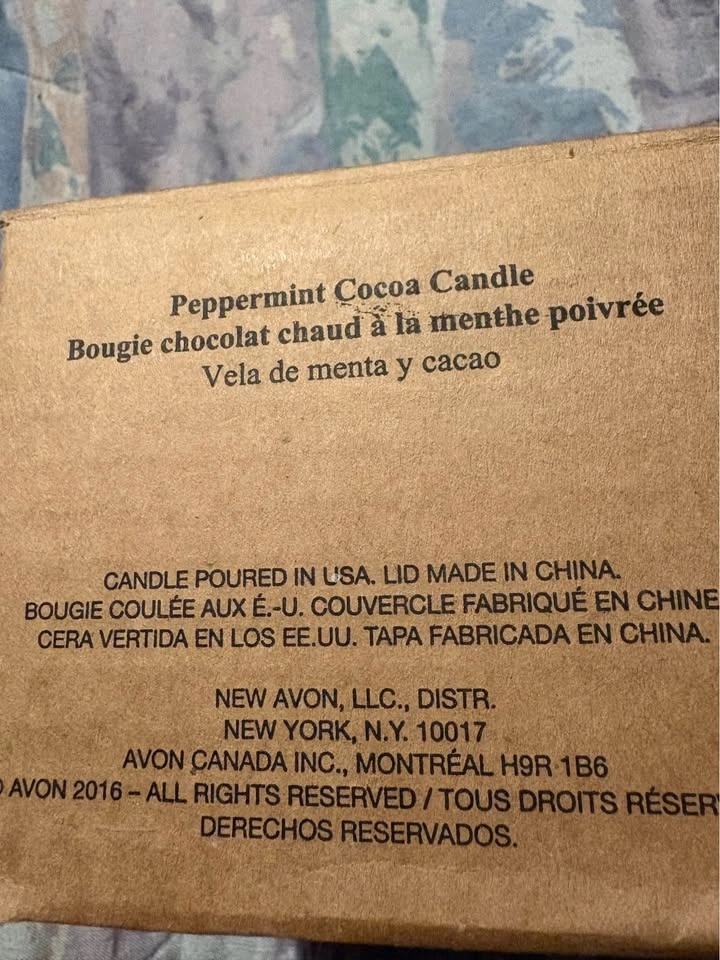 Peppermint Cocoa Candle
Bougie chocolat chaud à la menthe poivrée
Vela de menta y cacao
CANDLE POURED IN USA. LID MADE IN CHINA.
BOUGIE COULÉE AUX É.-U. COUVERCLE FABRIQUÉ EN CHINE
CERA VERTIDA EN LOS EE.UU. TAPA FABRICADA EN CHINA.
NEW AVON, LLC., DISTR.
NEW YORK, N.Y. 10017
AVON CANADA INC., MONTRÉAL H9R 1B6
AVON 2016 – ALL RIGHTS RESERVED / TOUS DROITS RÉSER
DERECHOS RESERVADOS.